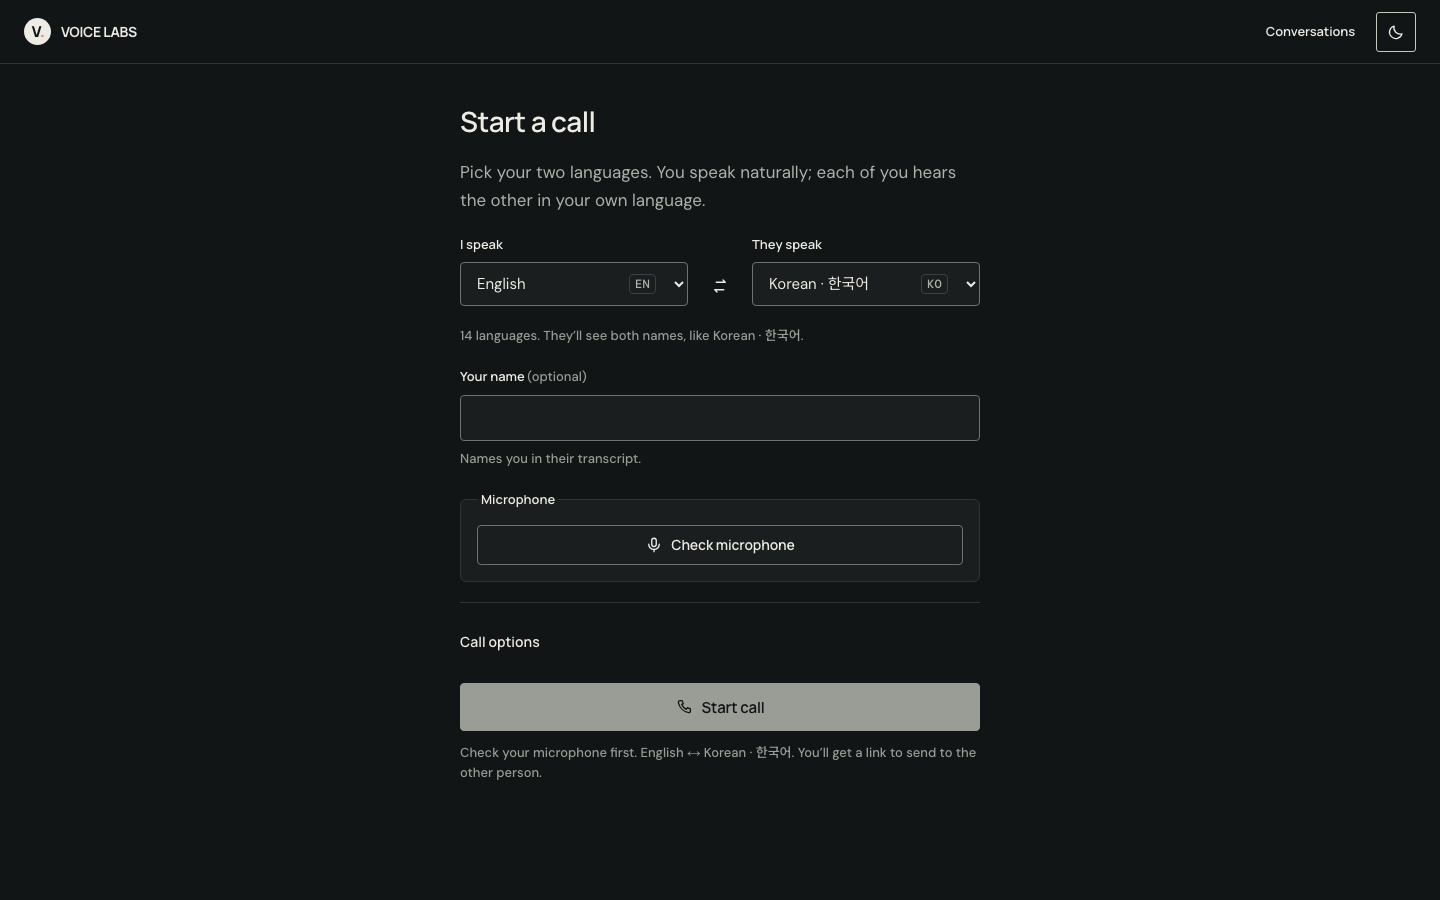 V. VOICE LABS
Conversations
Start a call
Pick your two languages. You speak naturally; each of you hears
the other in your own language.
I speak
They speak
English EN
Korean · 한국어 KO
14 languages. They’ll see both names, like Korean · 한국어.
Your name (optional)
Names you in their transcript.
Microphone
Check microphone
Call options
Start call
Check your microphone first. English ↔ Korean · 한국어. You’ll get a link to send to the
other person.